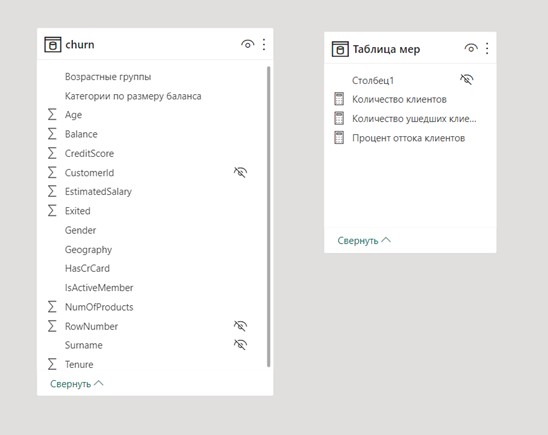 churn
Возрастные группы
Категории по размеру баланса
Age
Balance
CreditScore
CustomerId
EstimatedSalary
Exited
Gender
Geography
HasCrCard
IsActiveMember
NumOfProducts
RowNumber
Surname
Tenure
Свернуть
Таблица мер
Столбец1
Количество клиентов
Количество ушедших клие...
Процент оттока клиентов
Свернуть